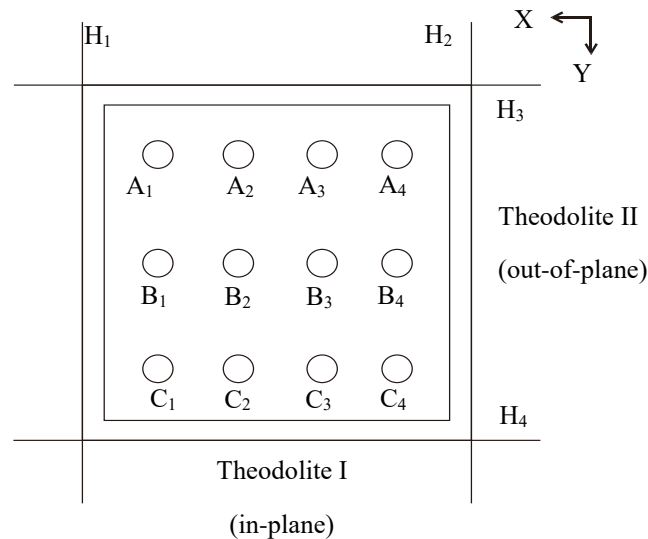 H₁
H₂
X
Y
H₃
A₁ A₂ A₃ A₄
Theodolite II
(out-of-plane)
B₁ B₂ B₃ B₄
C₁ C₂ C₃ C₄
H₄
Theodolite I
(in-plane)